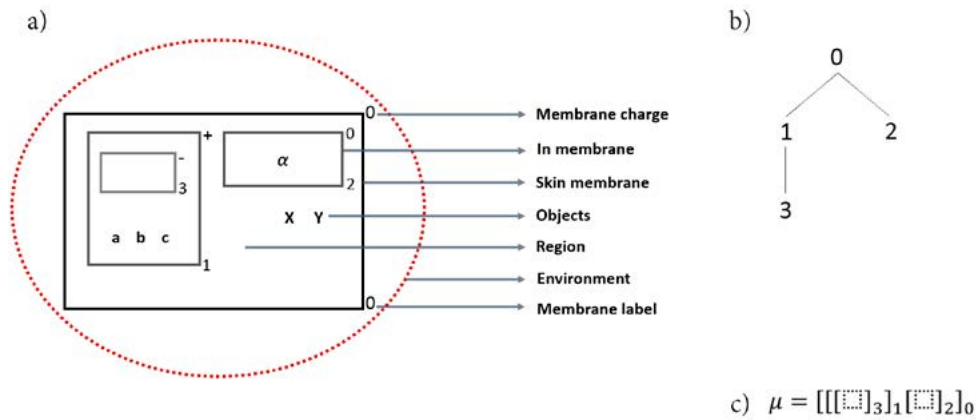 a)
0
Membrane charge
+
0
-
α
In membrane
3
2
Skin membrane
X Y
Objects
a b c
Region
1
Environment
0
Membrane label
b)
0
1 2
3
c) μ = [[[⬚]₃]₁[⬚]₂]₀